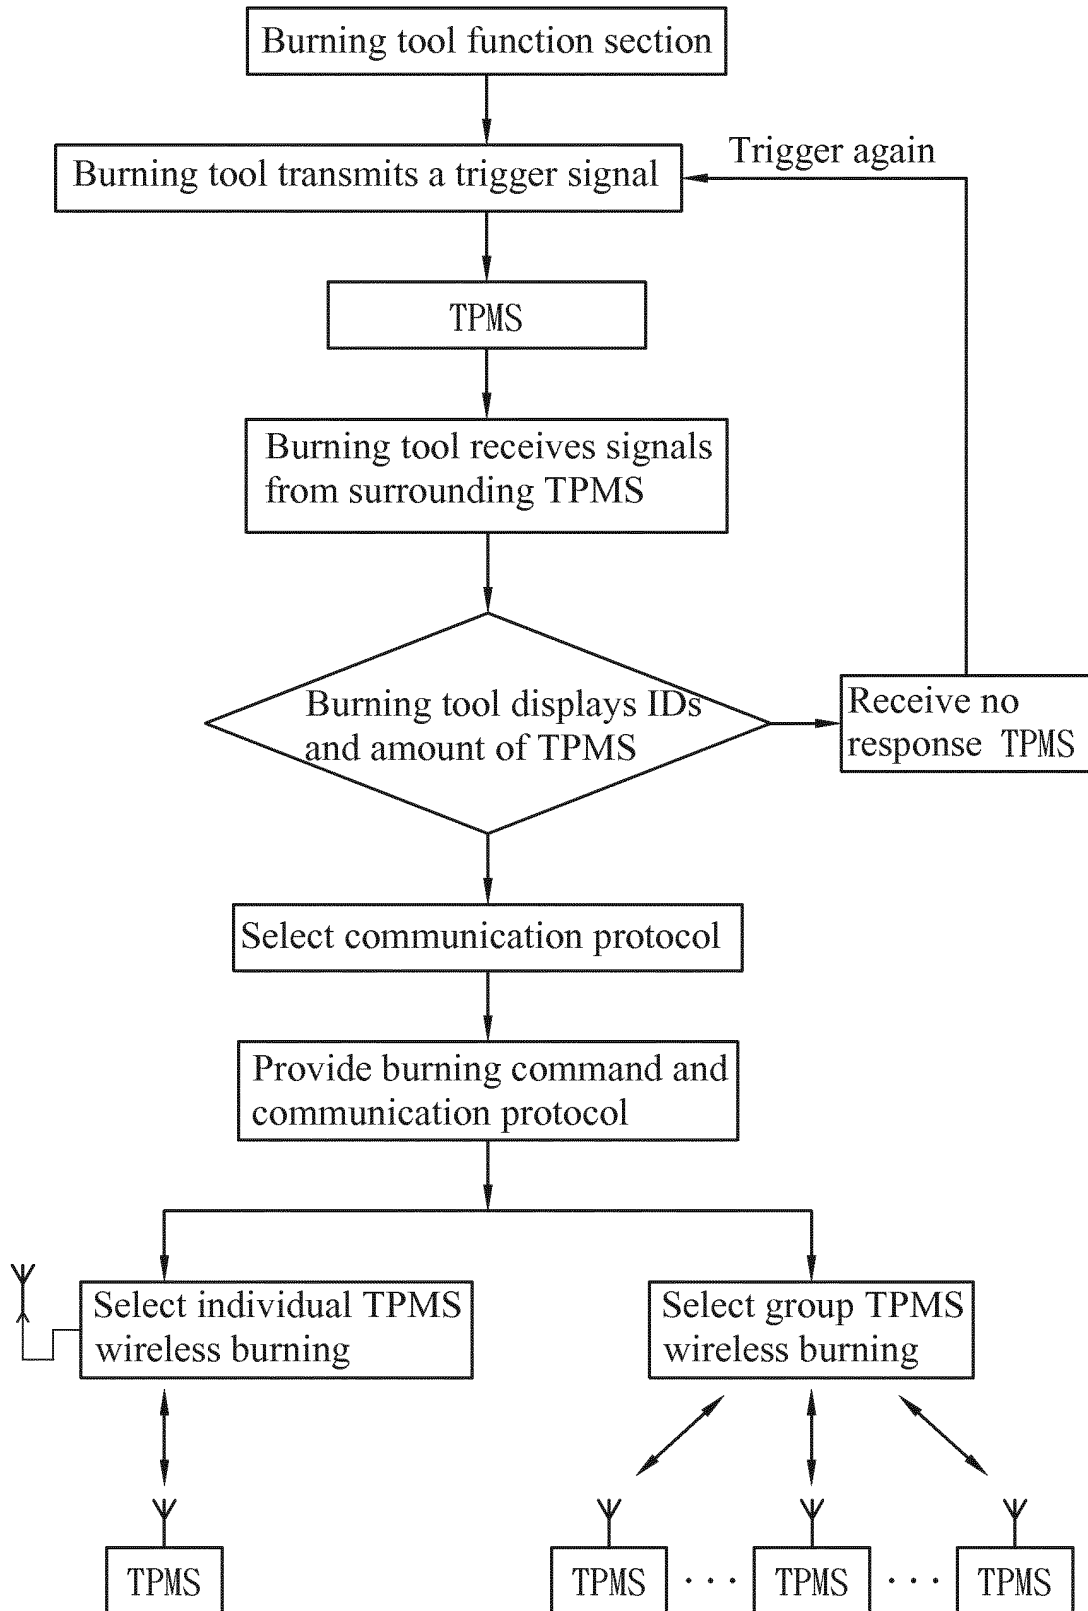 Burning tool function section
Trigger again
Burning tool transmits a trigger signal
TPMS
Burning tool receives signals
from surrounding TPMS
Burning tool displays IDs
and amount of TPMS
Receive no
response TPMS
Select communication protocol
Provide burning command and
communication protocol
Select individual TPMS
wireless burning
Select group TPMS
wireless burning
TPMS
TPMS ... TPMS ... TPMS